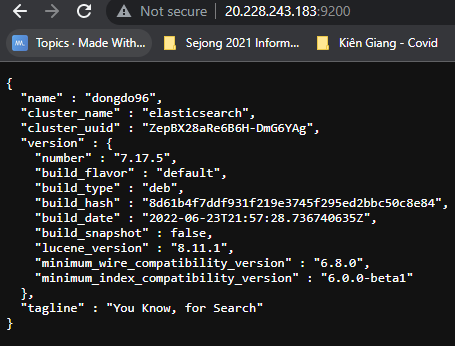 Not secure | 20.228.243.183:9200
Topics · Made With... Sejong 2021 Inform... Kiên Giang - Covid
{
"name" : "dongdo96",
"cluster_name" : "elasticsearch",
"cluster_uuid" : "ZepBX28aRe6B6H-DmG6YAg",
"version" : {
"number" : "7.17.5",
"build_flavor" : "default",
"build_type" : "deb",
"build_hash" : "8d61b4f7ddf931f219e3745f295ed2bbc50c8e84",
"build_date" : "2022-06-23T21:57:28.736740635Z",
"build_snapshot" : false,
"lucene_version" : "8.11.1",
"minimum_wire_compatibility_version" : "6.8.0",
"minimum_index_compatibility_version" : "6.0.0-beta1"
},
"tagline" : "You Know, for Search"
}